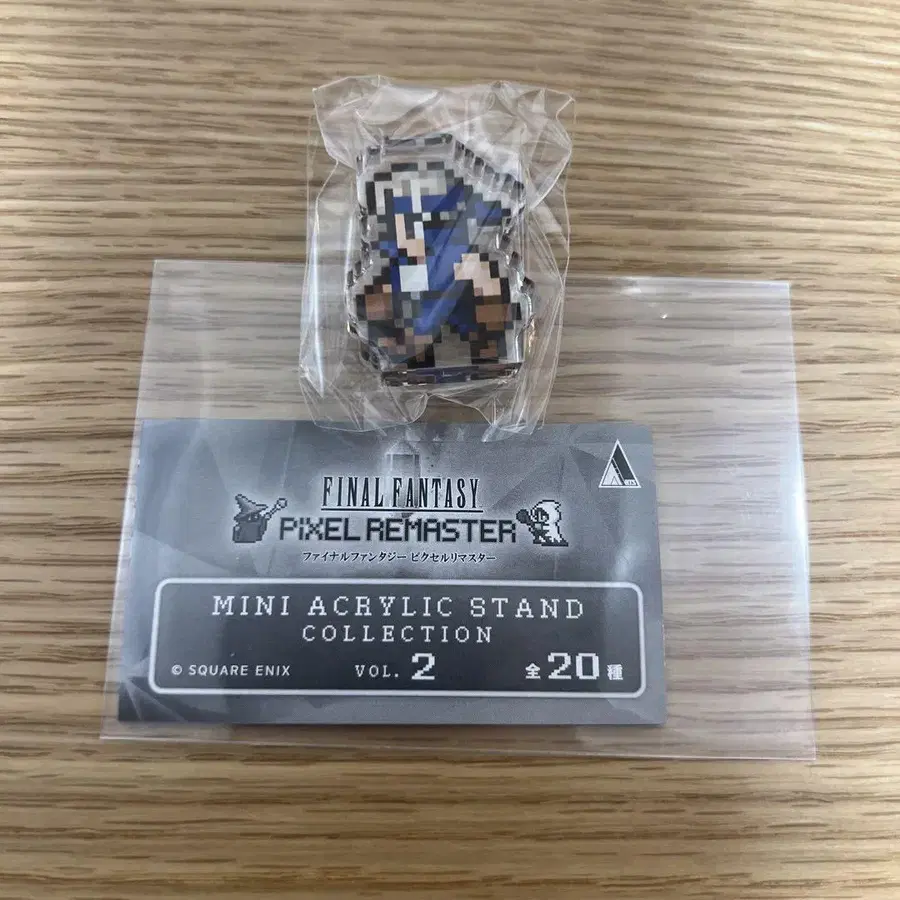 FINAL FANTASY
PIXEL REMASTER
ファイナルファンタジー ピクセルリマスター
MINI ACRYLIC STAND
COLLECTION
© SQUARE ENIX VOL. 2 全20種